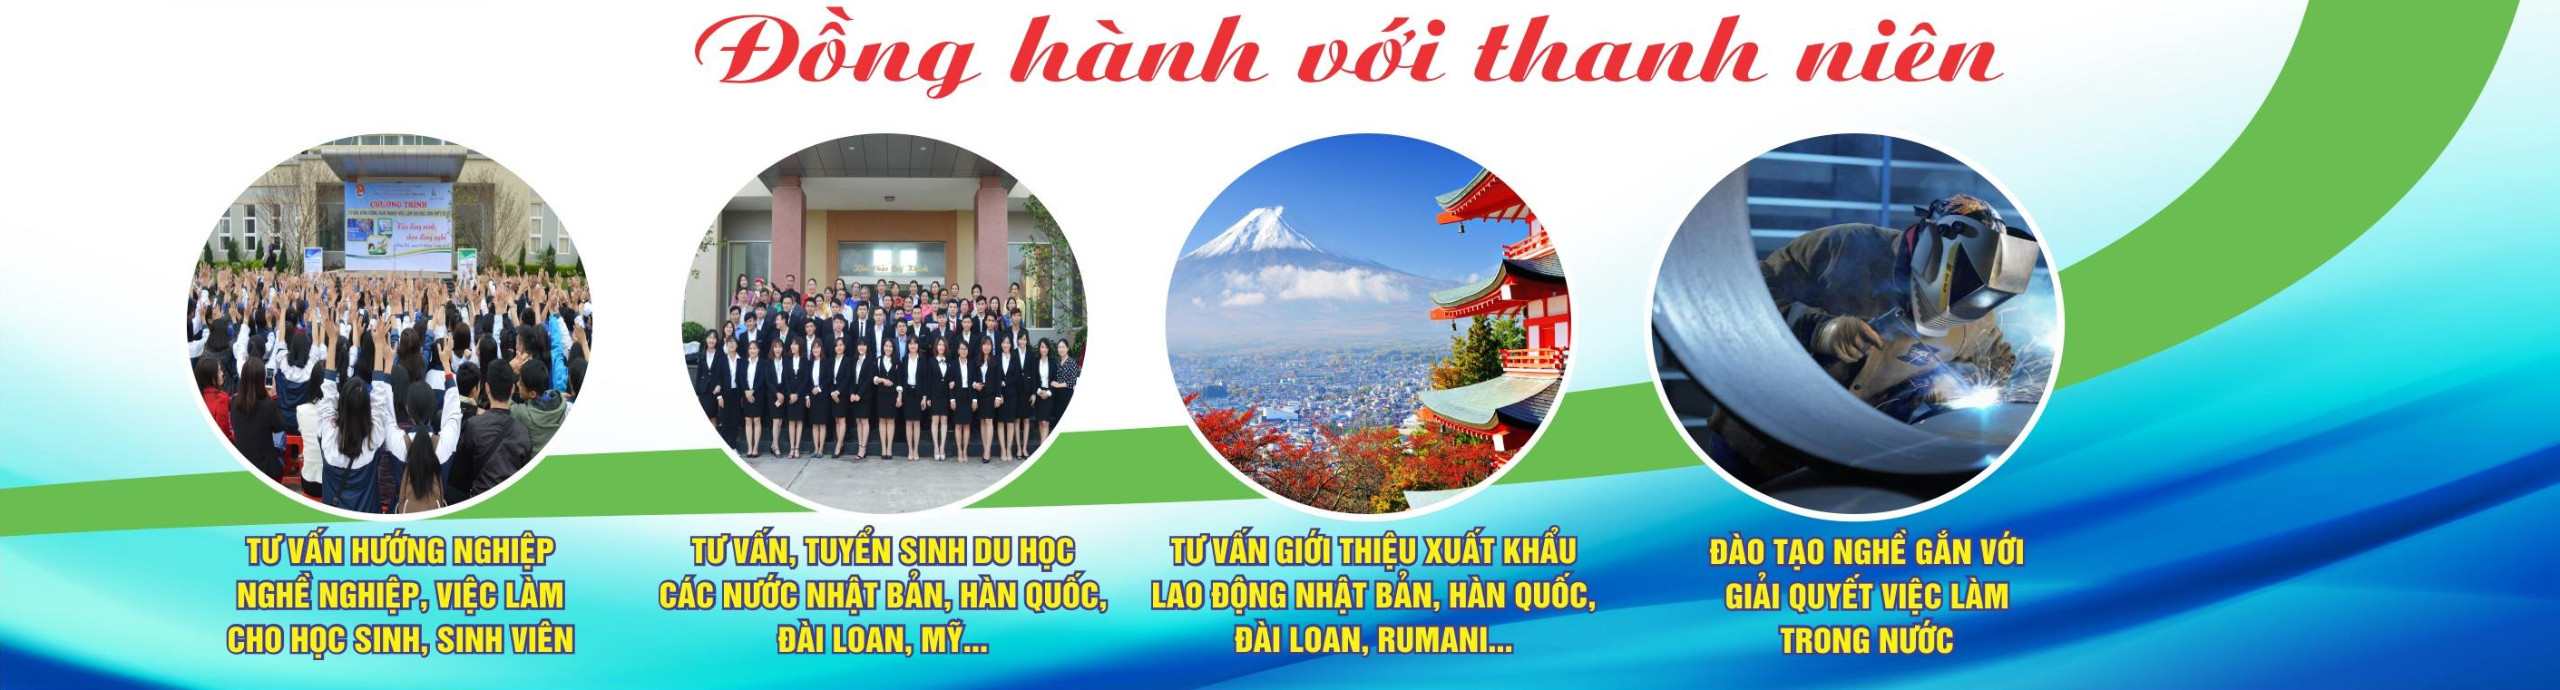 Đồng hành với thanh niên
CHƯƠNG TRÌNH
TƯ VẤN HƯỚNG NGHIỆP
NGHỀ NGHIỆP, VIỆC LÀM
CHO HỌC SINH, SINH VIÊN
TƯ VẤN, TUYỂN SINH DU HỌC
CÁC NƯỚC NHẬT BẢN, HÀN QUỐC,
ĐÀI LOAN, MỸ...
TƯ VẤN GIỚI THIỆU XUẤT KHẨU
LAO ĐỘNG NHẬT BẢN, HÀN QUỐC,
ĐÀI LOAN, RUMANI...
ĐÀO TẠO NGHỀ GẮN VỚI
GIẢI QUYẾT VIỆC LÀM
TRONG NƯỚC